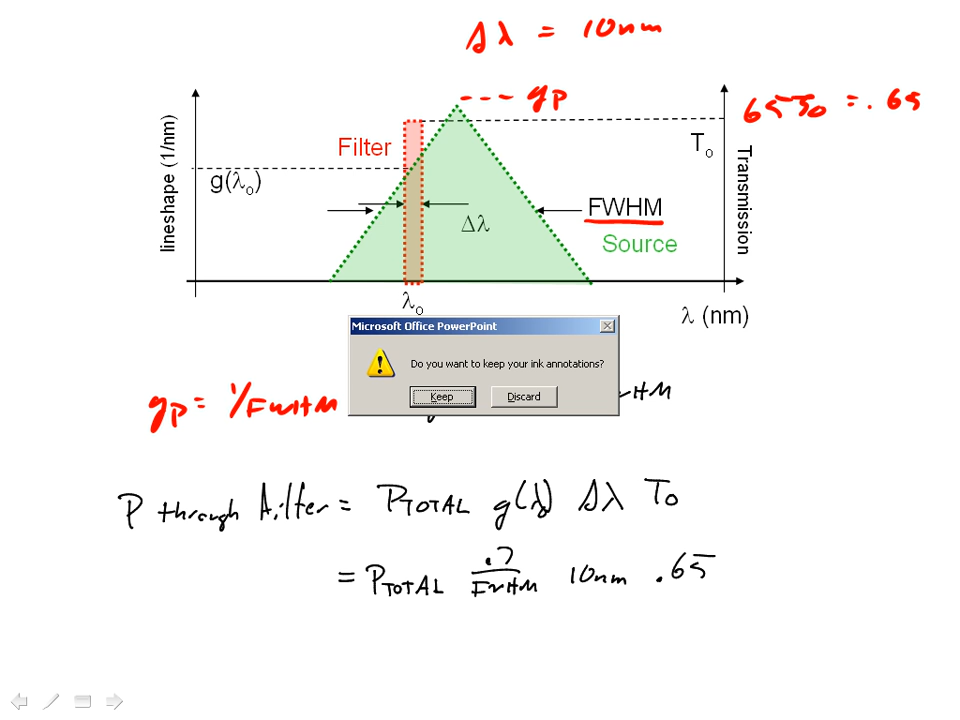 Δλ = 10nm
--- gp
65% = .65
lineshape (1/nm)
Filter
g(λo)
To
Transmission
FWHM
Δλ
Source
λo
λ (nm)
Microsoft Office PowerPoint
Do you want to keep your ink annotations?
Keep
Discard
gp = 1/FWHM
FWHM
P through filter = PTOTAL g(λo) Δλ To
= PTOTAL .7/FWHM 10nm .65